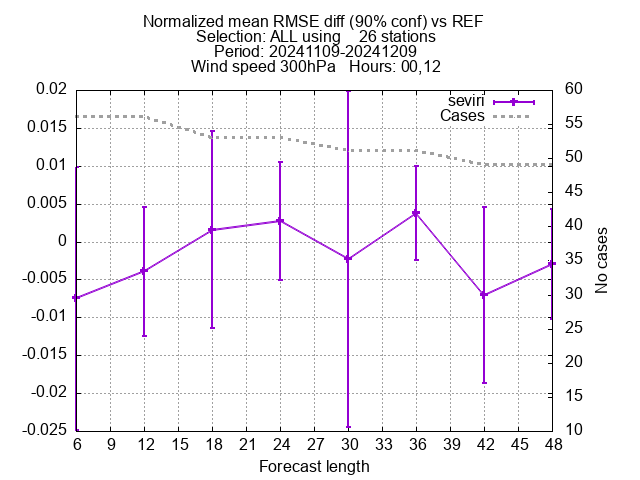 Normalized mean RMSE diff (90% conf) vs REF
Selection: ALL using    26 stations
Period: 20241109-20241209
Wind speed 300hPa   Hours: 00,12
seviri
Cases
0.02
0.015
0.01
0.005
0
-0.005
-0.01
-0.015
-0.02
-0.025
60
55
50
45
40
35
30
25
20
15
10
No cases
6 9 12 15 18 21 24 27 30 33 36 39 42 45 48
Forecast length